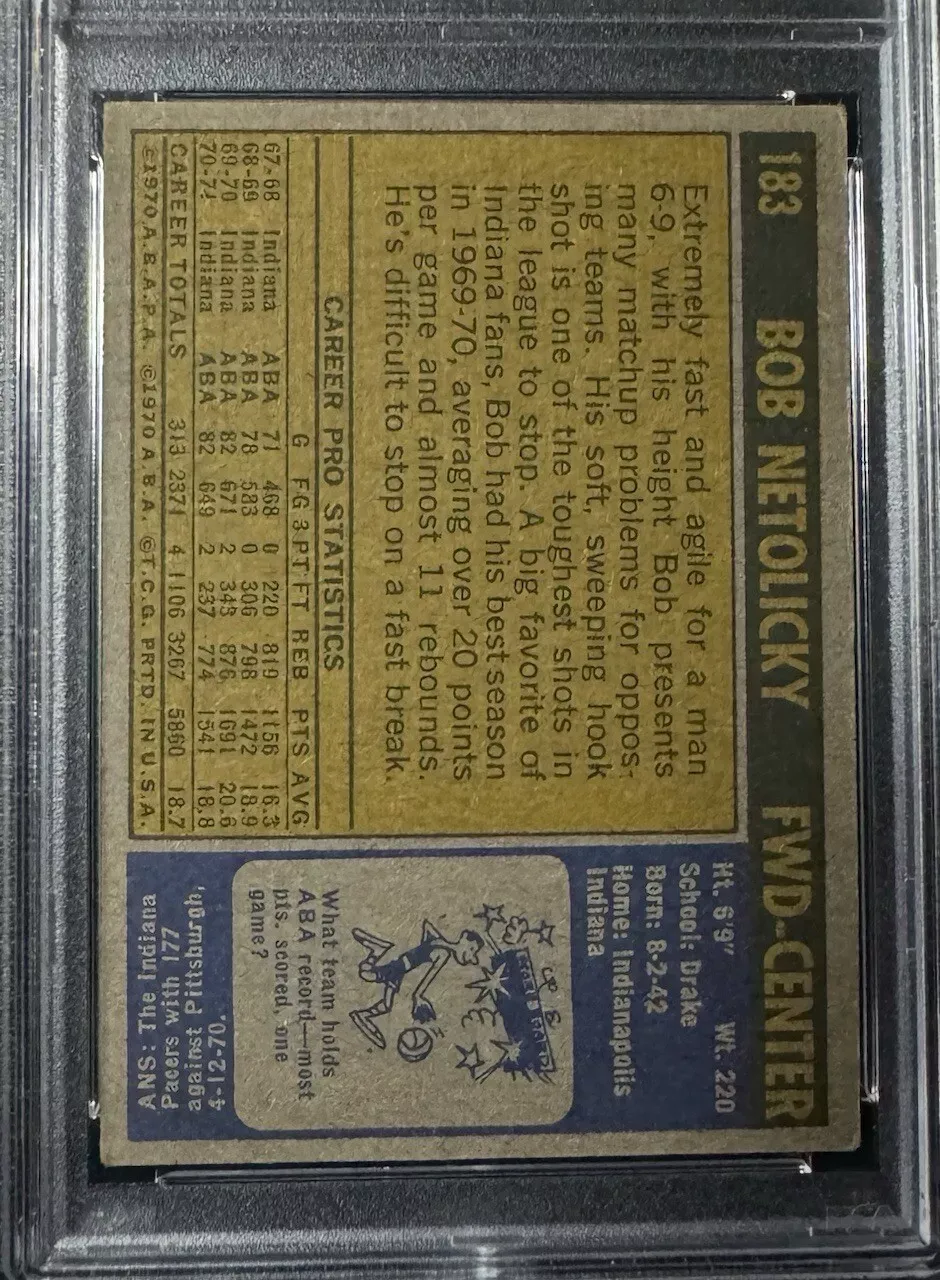 183 BOB NETOLICKY FWD-CENTER
Extremely fast and agile for a man
6-9, with his height Bob presents
many matchup problems for oppos-
ing teams. His soft, sweeping hook
shot is one of the toughest shots in
the league to stop. A big favorite of
Indiana fans, Bob had his best season
in 1969-70, averaging over 20 points
per game and almost 11 rebounds.
He's difficult to stop on a fast break.
CAREER PRO STATISTICS
G FG 3PT FT REB PTS AVG
67-68 Indiana ABA 71 468 0 220 819 1156 16.3
68-69 Indiana ABA 78 583 0 306 798 1472 18.9
69-70 Indiana ABA 82 671 2 343 876 1691 20.6
70-71 Indiana ABA 82 649 2 237 774 1541 18.8
CAREER TOTALS 313 2371 4 1106 3267 5860 18.7
©1970 A.B.A.P.A. ©1970 A.B.A. ©T.C.G. PRTD. IN U.S.A.
Ht. 6'9" Wt. 220
School: Drake
Born: 8-2-42
Home: Indianapolis
Indiana
What team holds
ABA record—most
pts. scored, one
game?
ANS: The Indiana
Pacers with 177
against Pittsburgh,
4-12-70.